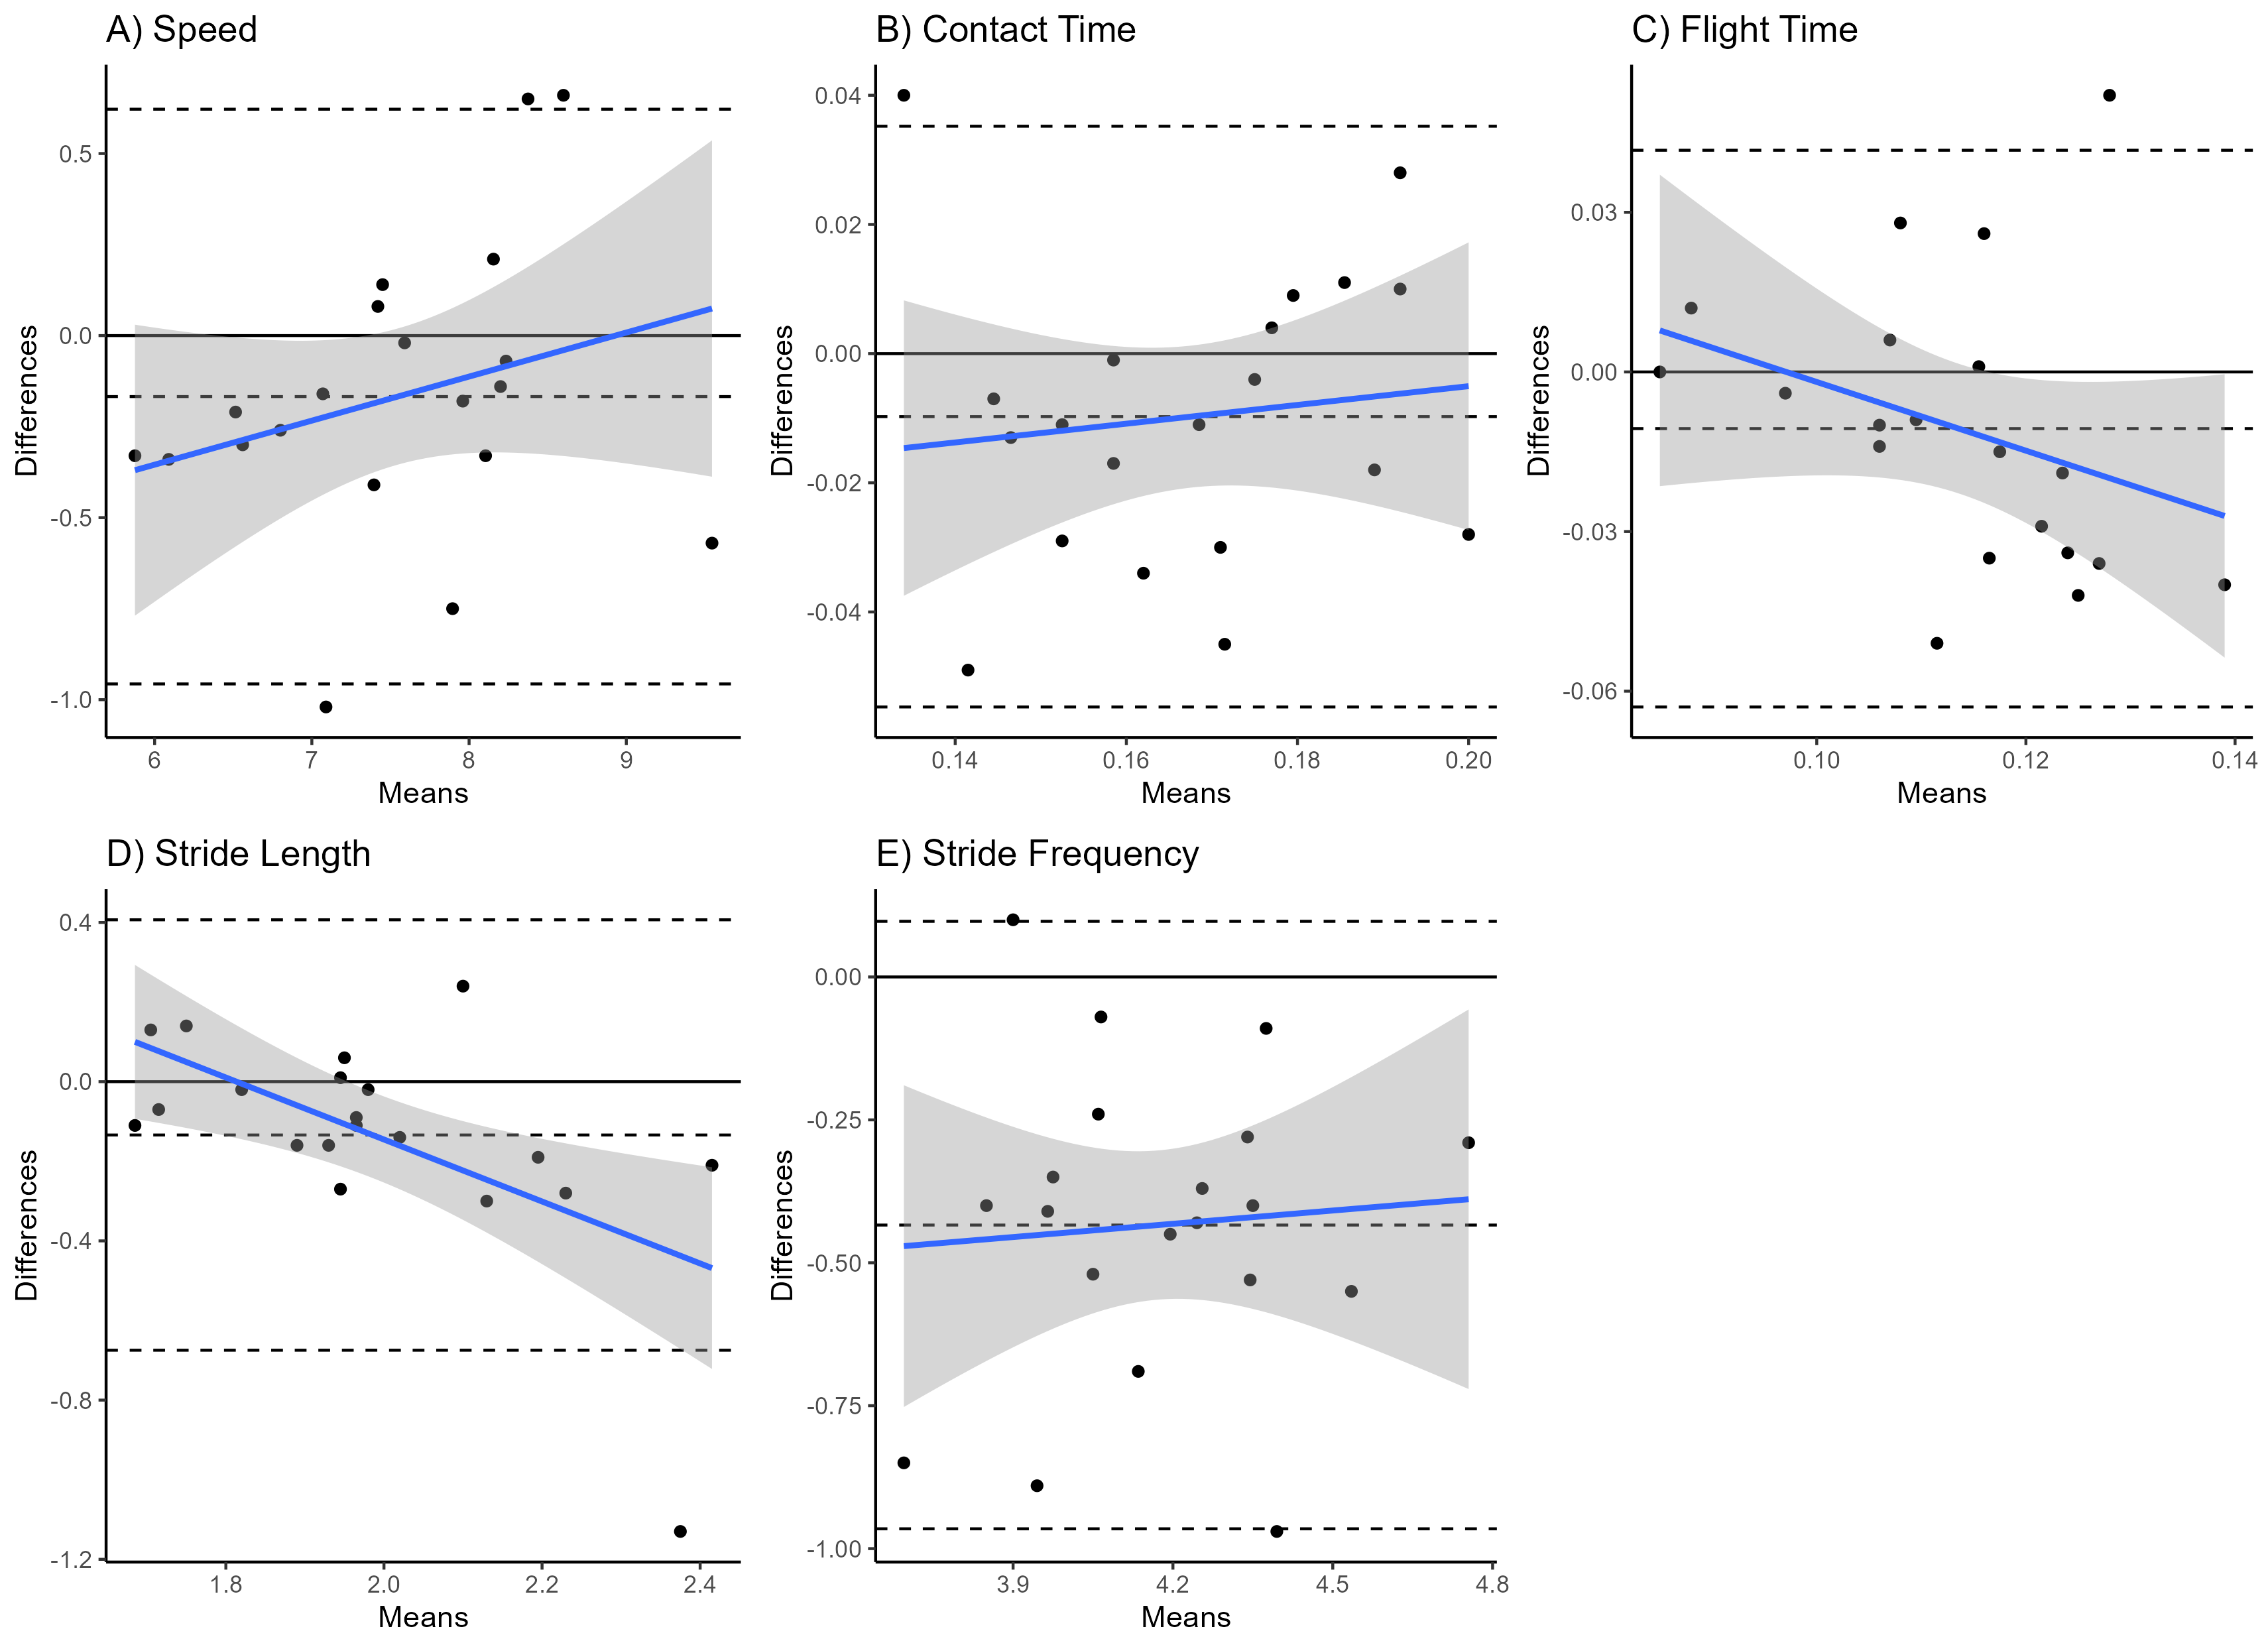 A) Speed
B) Contact Time
C) Flight Time
0.5
0.0
-0.5
-1.0
Differences
6 7 8 9
Means
0.04
0.02
0.00
-0.02
-0.04
Differences
0.14 0.16 0.18 0.20
Means
0.03
0.00
-0.03
-0.06
Differences
0.10 0.12 0.14
Means
D) Stride Length
E) Stride Frequency
0.4
0.0
-0.4
-0.8
-1.2
Differences
1.8 2.0 2.2 2.4
Means
0.00
-0.25
-0.50
-0.75
-1.00
Differences
3.9 4.2 4.5 4.8
Means